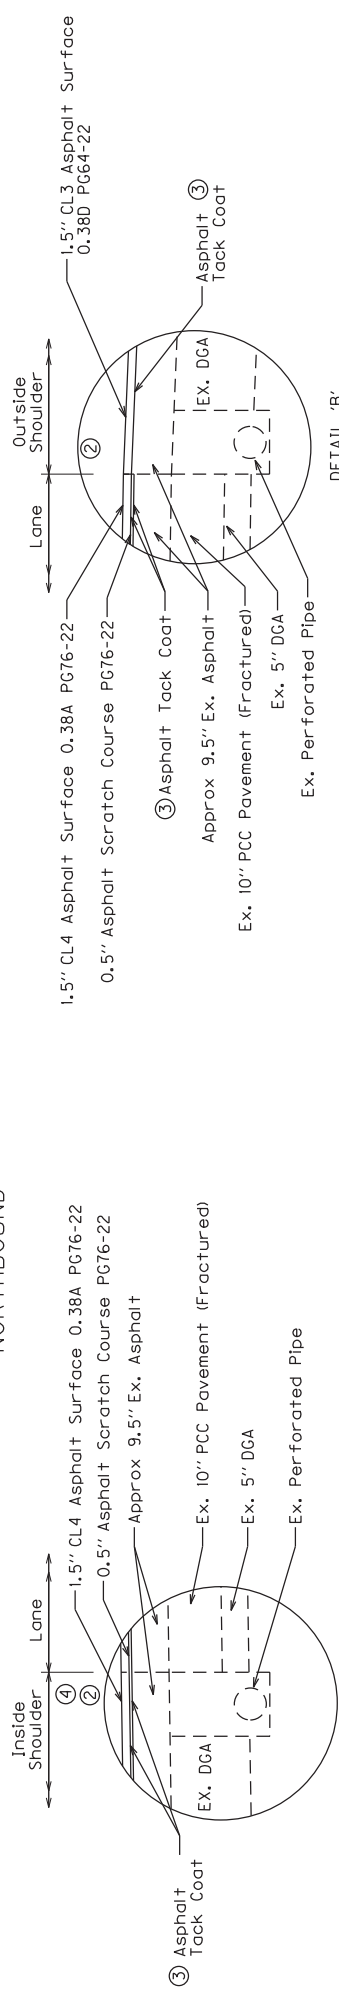 Inside
Shoulder
Lane
④
②
1.5″ CL4 Asphalt Surface 0.38A PG76-22
0.5″ Asphalt Scratch Course PG76-22
Approx 9.5″ Ex. Asphalt
Ex. 10″ PCC Pavement (Fractured)
Ex. 5″ DGA
Ex. Perforated Pipe
EX. DGA
③ Asphalt
Tack Coat
Lane
Outside
Shoulder
②
1.5″ CL4 Asphalt Surface 0.38A PG76-22
0.5″ Asphalt Scratch Course PG76-22
③ Asphalt Tack Coat
Approx 9.5″ Ex. Asphalt
Ex. 10″ PCC Pavement (Fractured)
Ex. 5″ DGA
Ex. Perforated Pipe
EX. DGA
1.5″ CL3 Asphalt Surface
0.38D PG64-22
Asphalt ③
Tack Coat
DETAIL 'B'
NORTHBOUND